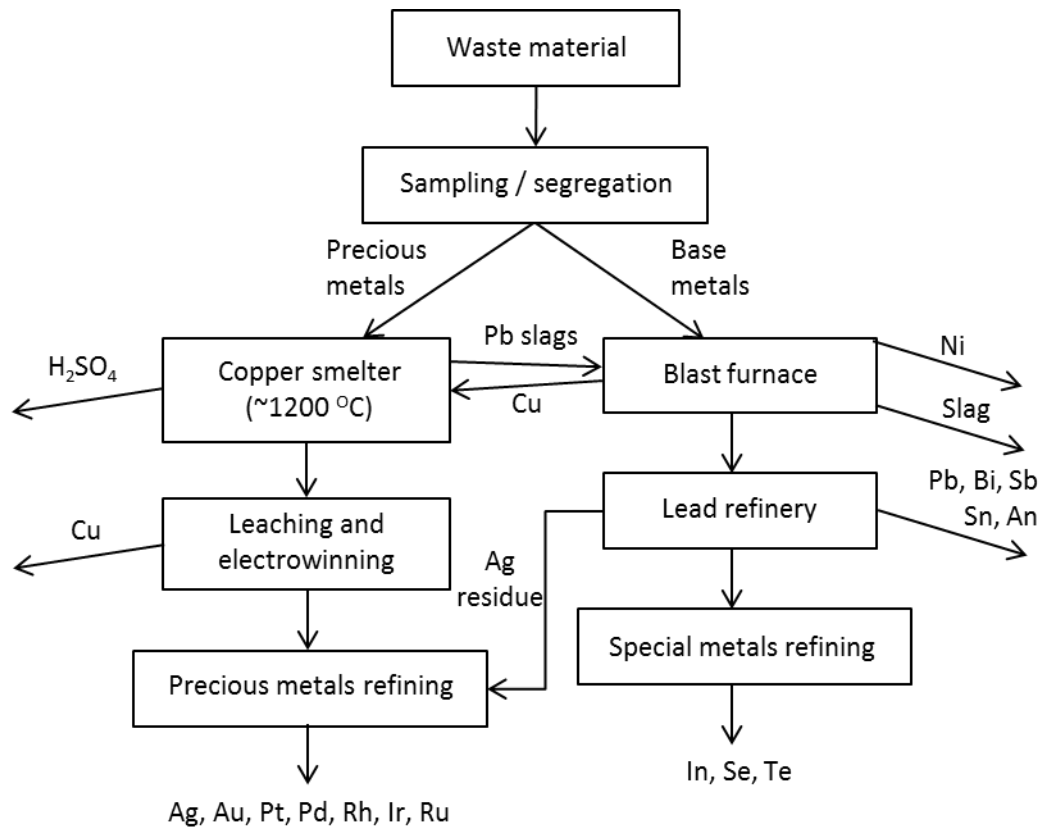 Waste material
Sampling / segregation
Precious
metals
Base
metals
Pb slags
H₂SO₄
Copper smelter
(~1200 ᴼC)
Cu
Blast furnace
Ni
Slag
Pb, Bi, Sb
Sn, An
Lead refinery
Cu
Leaching and
electrowinning
Ag
residue
Special metals refining
Precious metals refining
In, Se, Te
Ag, Au, Pt, Pd, Rh, Ir, Ru